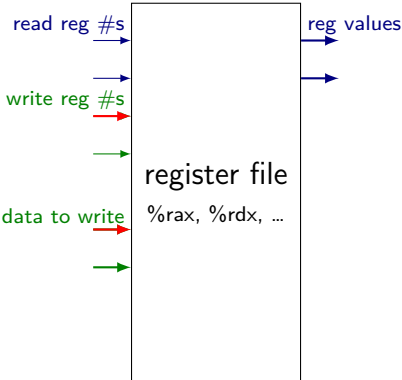 read reg #s
reg values
write reg #s
register file
%rax, %rdx, …
data to write